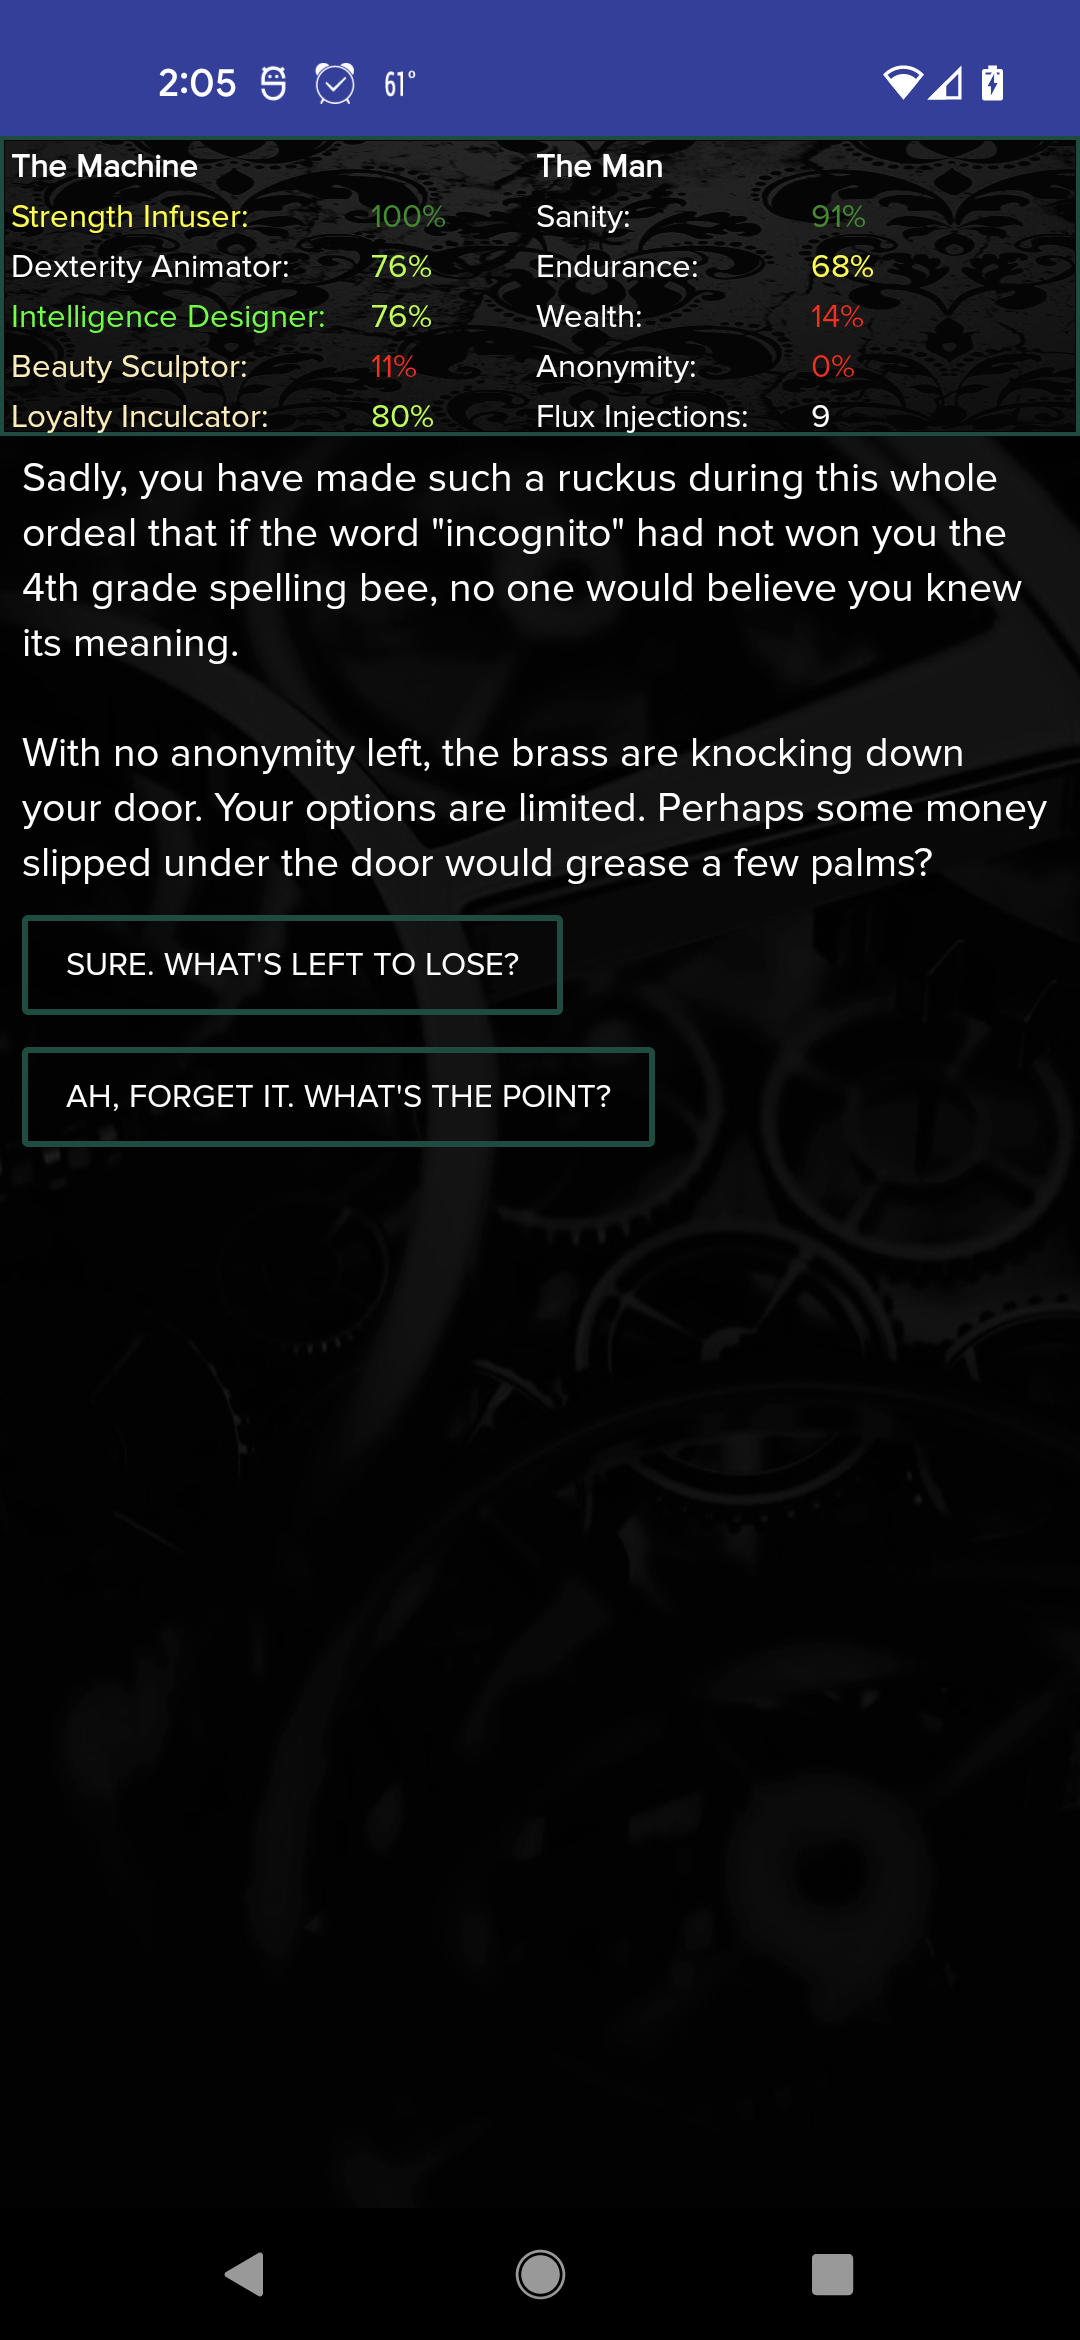 2:05 61°
The Machine The Man
Strength Infuser: 100% Sanity: 91%
Dexterity Animator: 76% Endurance: 68%
Intelligence Designer: 76% Wealth: 14%
Beauty Sculptor: 11% Anonymity: 0%
Loyalty Inculcator: 80% Flux Injections: 9
Sadly, you have made such a ruckus during this whole
ordeal that if the word "incognito" had not won you the
4th grade spelling bee, no one would believe you knew
its meaning.
With no anonymity left, the brass are knocking down
your door. Your options are limited. Perhaps some money
slipped under the door would grease a few palms?
SURE. WHAT'S LEFT TO LOSE?
AH, FORGET IT. WHAT'S THE POINT?